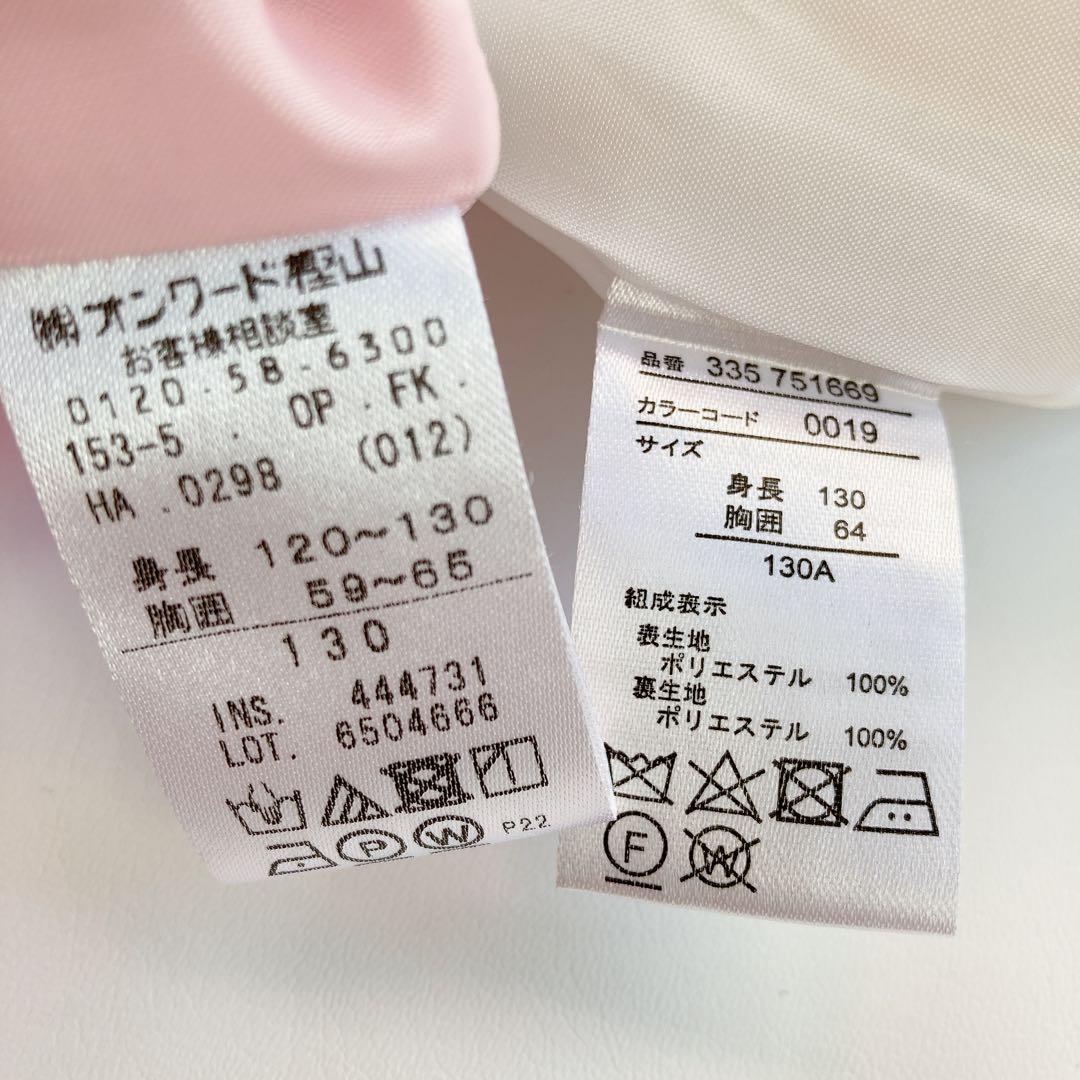 ㈱オンワード樫山
お客様相談室
0120.58.6300
153-5 . OP .FK.
HA .0298 (012)
身長 120~130
胸囲 59~65
130
INS. 444731
LOT. 6504666
P
W
P22
品番 335 751669
カラーコード 0019
サイズ
身長 130
胸囲 64
130A
組成表示
表生地
ポリエステル 100%
裏生地
ポリエステル 100%
F
W